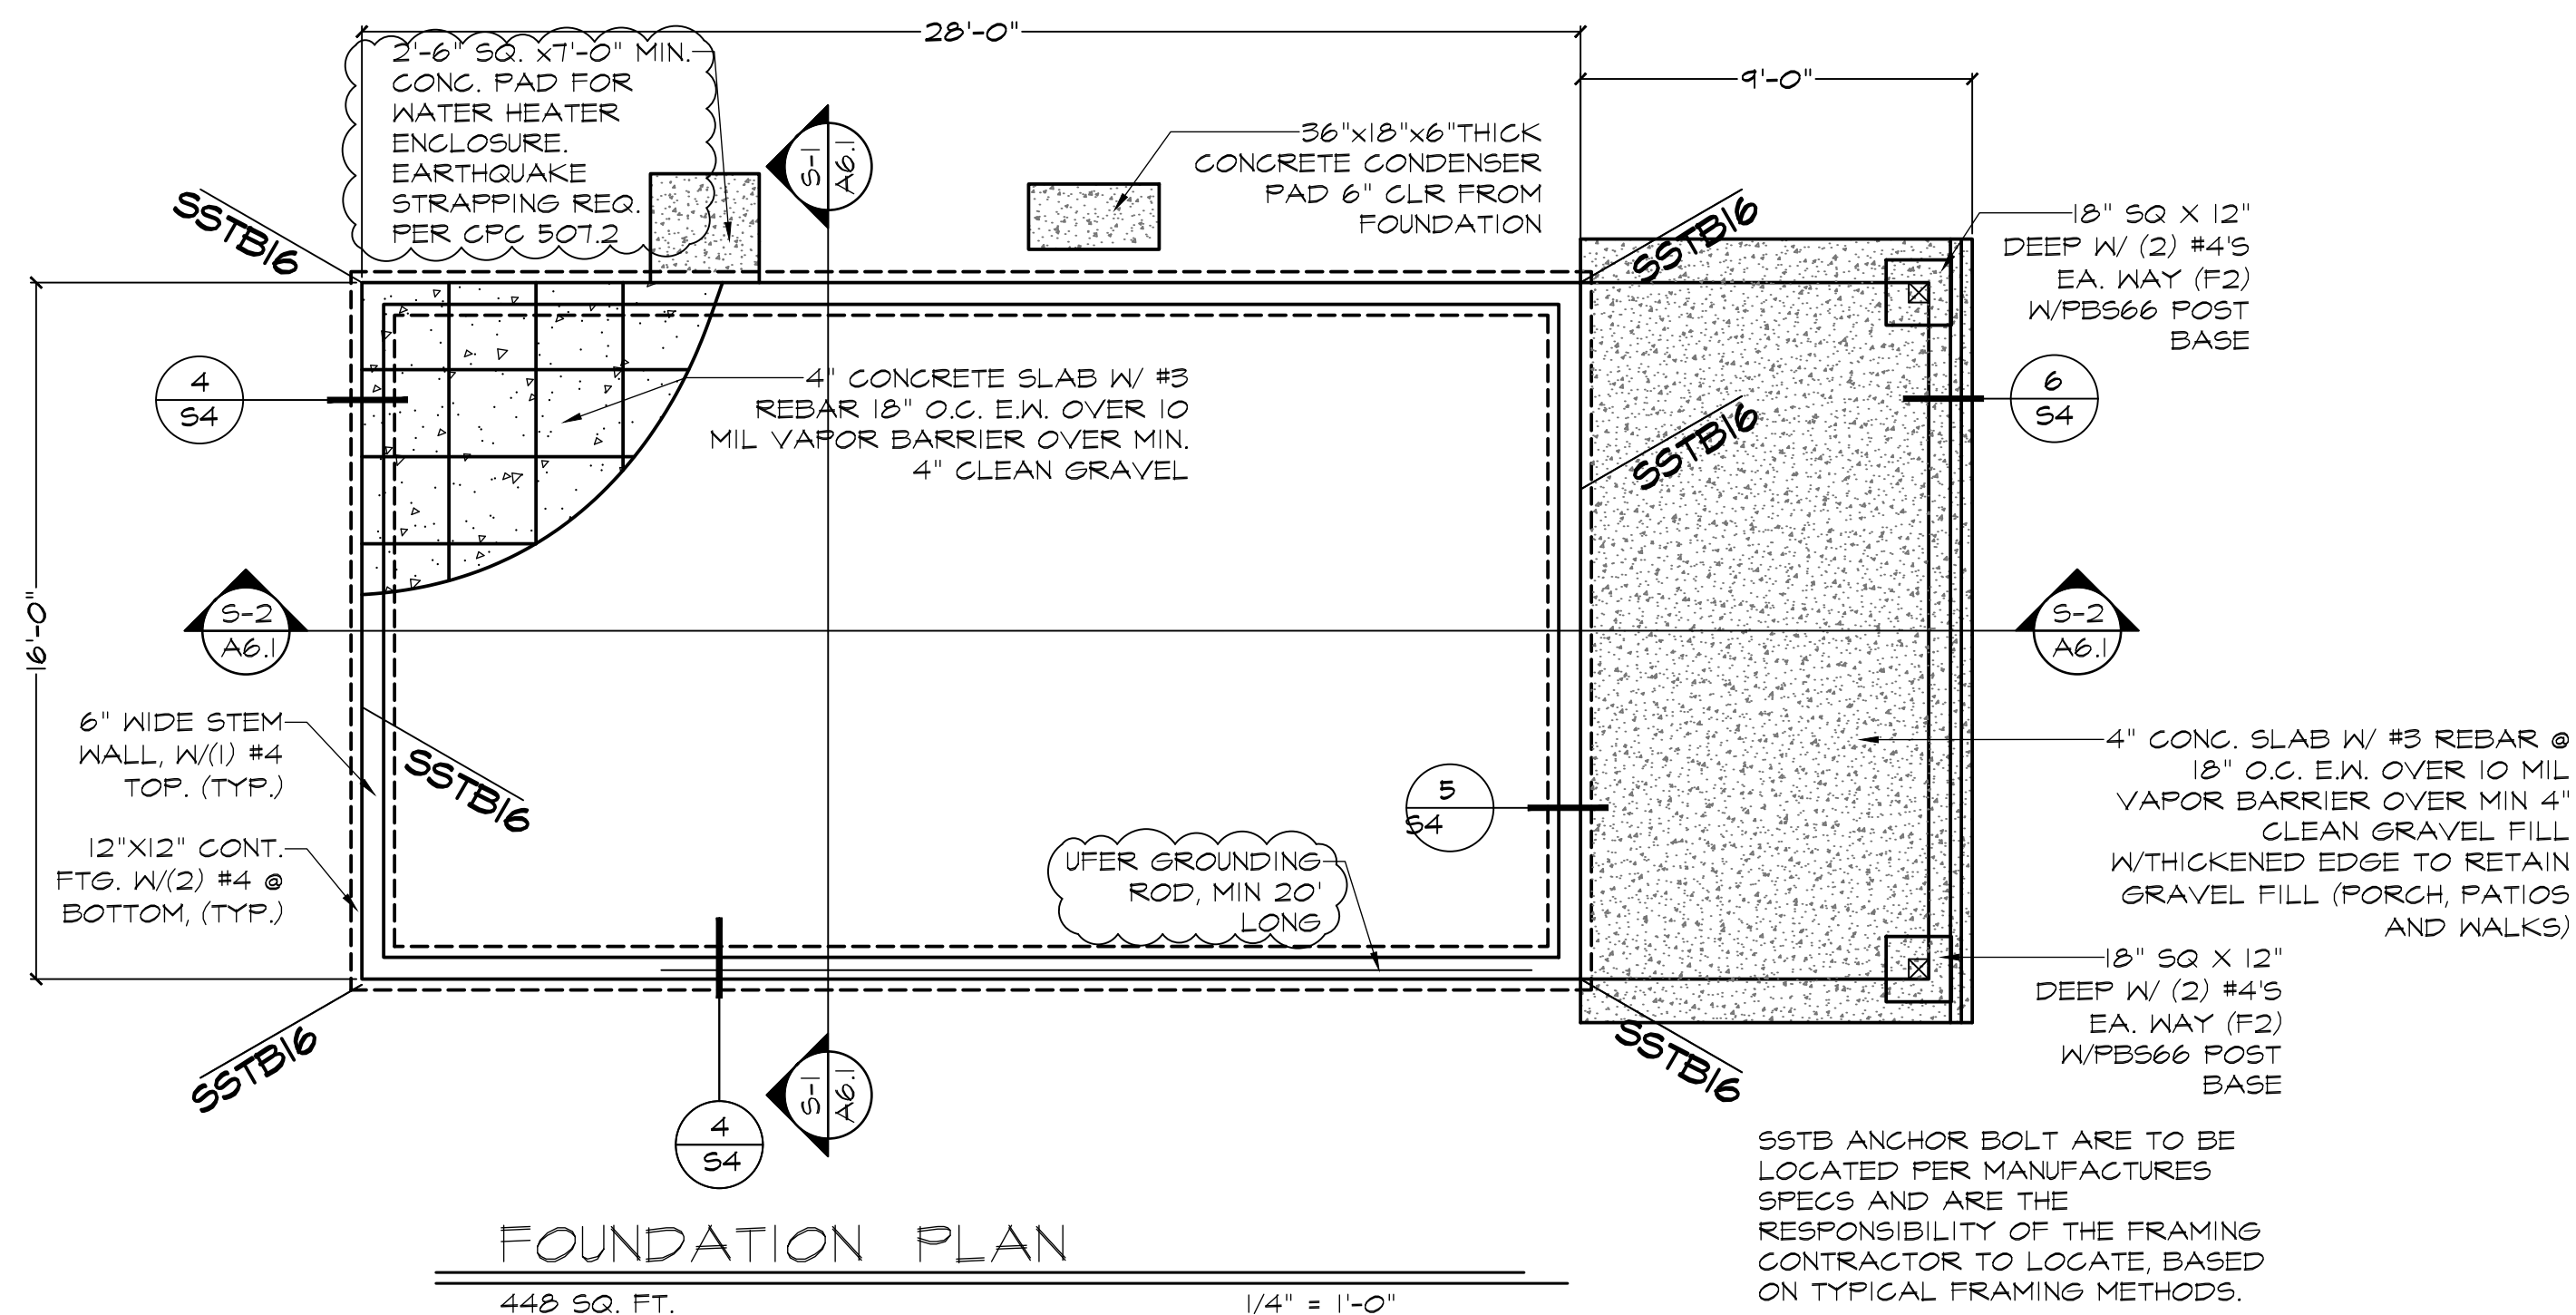 28'-0"
9'-0"
2'-6" SQ. x7'-0" MIN.
CONC. PAD FOR
WATER HEATER
ENCLOSURE.
EARTHQUAKE
STRAPPING REQ.
PER CPC 507.2
S-1
A6.1
36"x18"x6"THICK
CONCRETE CONDENSER
PAD 6" CLR FROM
FOUNDATION
SSTB16
SSTB16
18" SQ X 12"
DEEP W/ (2) #4'S
EA. WAY (F2)
W/PBS66 POST
BASE
4
S4
4" CONCRETE SLAB W/ #3
REBAR 18" O.C. E.W. OVER 10
MIL VAPOR BARRIER OVER MIN.
4" CLEAN GRAVEL
SSTB16
6
S4
16'-0"
S-2
A6.1
S-2
A6.1
6" WIDE STEM
WALL, W/(1) #4
TOP. (TYP.)
SSTB16
12"X12" CONT.
FTG. W/(2) #4 @
BOTTOM, (TYP.)
5
S4
UFER GROUNDING
ROD, MIN 20'
LONG
4" CONC. SLAB W/ #3 REBAR @
18" O.C. E.W. OVER 10 MIL
VAPOR BARRIER OVER MIN 4"
CLEAN GRAVEL FILL
W/THICKENED EDGE TO RETAIN
GRAVEL FILL (PORCH, PATIOS
AND WALKS)
18" SQ X 12"
DEEP W/ (2) #4'S
EA. WAY (F2)
W/PBS66 POST
BASE
SSTB16
SSTB16
S-1
A6.1
4
S4
SSTB ANCHOR BOLT ARE TO BE
LOCATED PER MANUFACTURES
SPECS AND ARE THE
RESPONSIBILITY OF THE FRAMING
CONTRACTOR TO LOCATE, BASED
ON TYPICAL FRAMING METHODS.
FOUNDATION PLAN
448 SQ. FT.
1/4" = 1'-0"